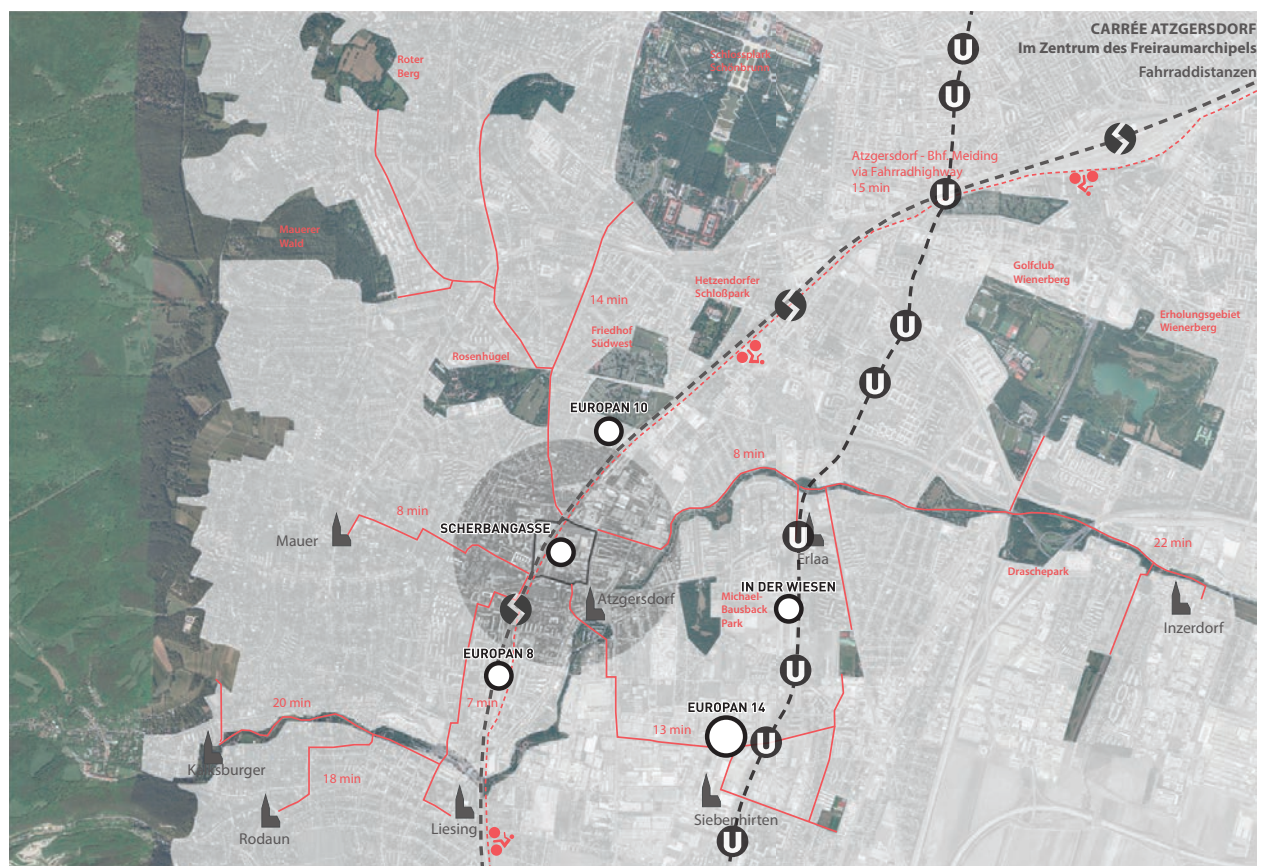 CARRÉE ATZGERSDORF
Im Zentrum des Freiraumarchipels
Fahrraddistanzen
U
U
Roter
Berg
Schlosspark
Schönbrunn
Atzgersdorf - Bhf. Meidling
via Fahrradhighway
15 min
U
Mauerer
Wald
Hetzendorfer
Schloßpark
Golfclub
Wienerberg
14 min
Erholungsgebiet
Wienerberg
U
Friedhof
Südwest
Rosenhügel
U
EUROPAN 10
8 min
8 min
SCHERBANGASSE
Mauer
U
Erlaa
22 min
Draschepark
IN DER WIESEN
Atzgersdorf
Michael-
Bausback
Park
Inzerdorf
EUROPAN 8
U
20 min
7 min
EUROPAN 14
13 min
U
Kalksburger
18 min
Rodaun
Liesing
Siebenhirten
U